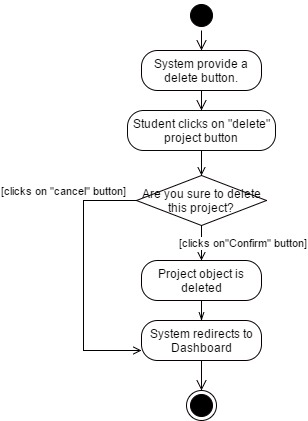 System provide a
delete button.
Student clicks on "delete"
project button
[clicks on "cancel" button]
Are you sure to delete
this project?
[clicks on"Confirm" button]
Project object is
deleted
System redirects to
Dashboard